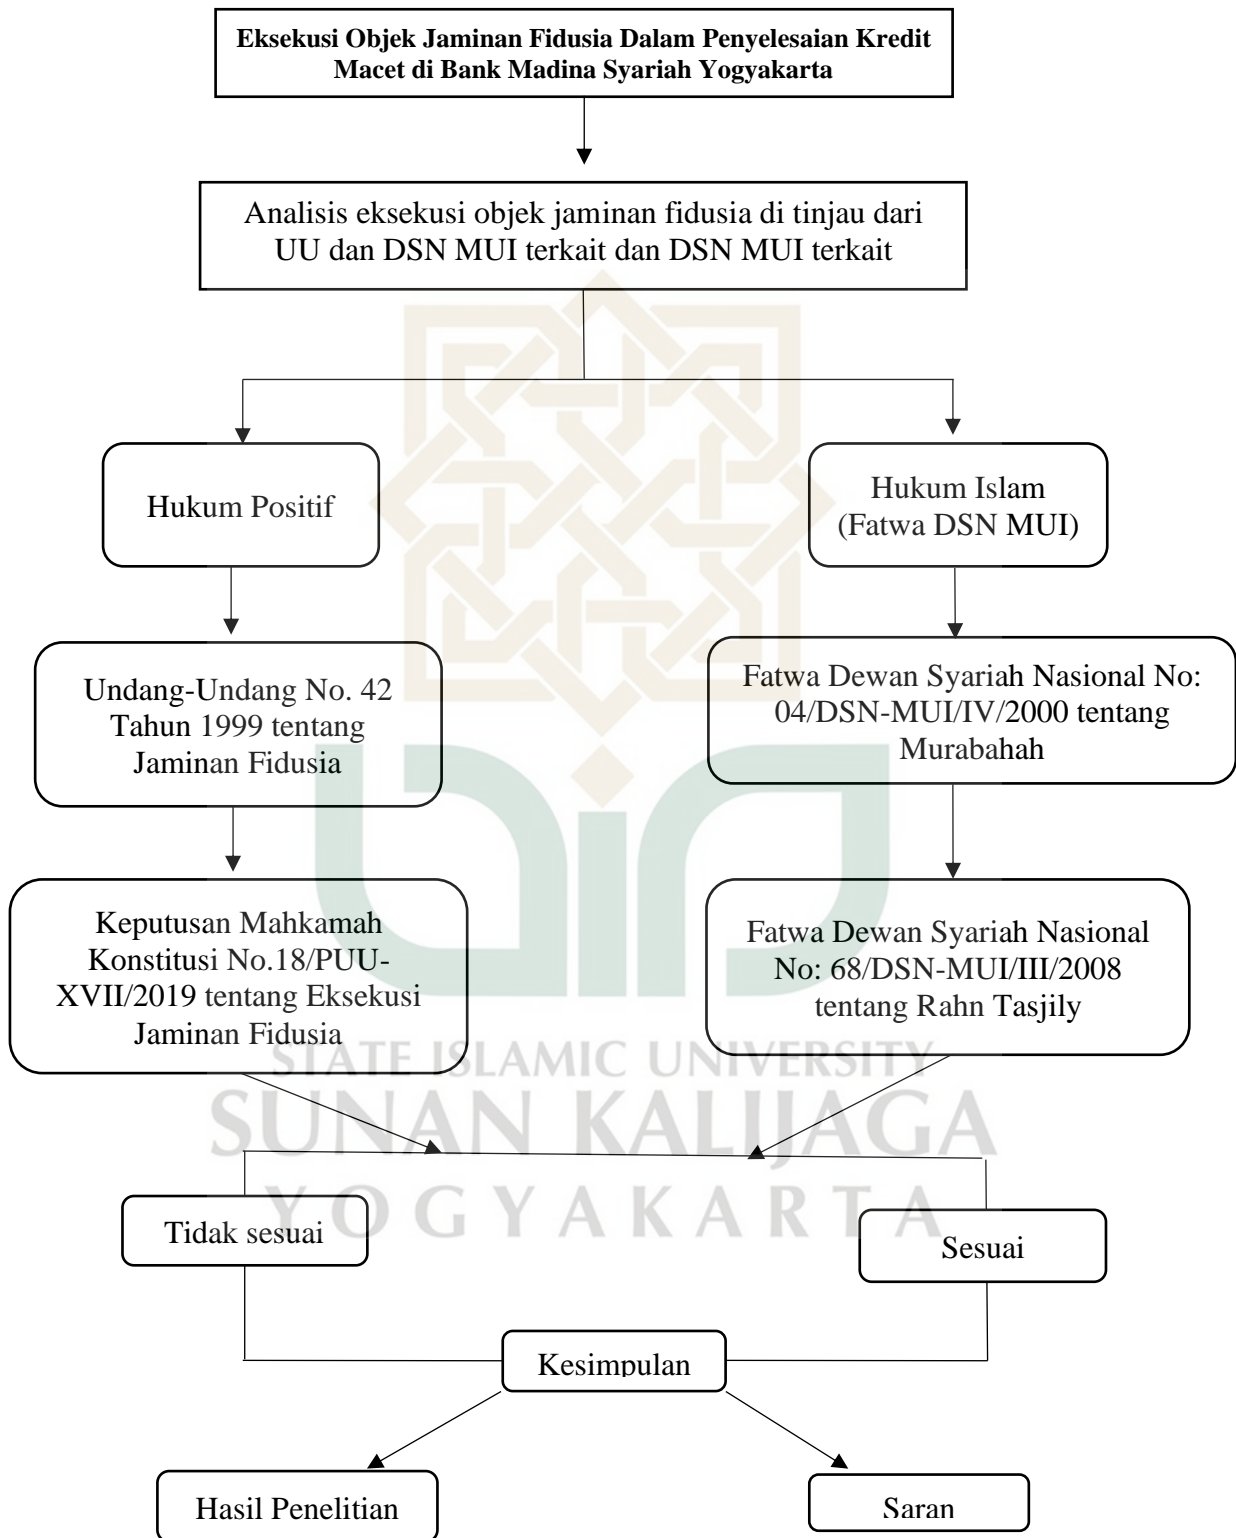 Eksekusi Objek Jaminan Fidusia Dalam Penyelesaian Kredit
Macet di Bank Madina Syariah Yogyakarta
Analisis eksekusi objek jaminan fidusia di tinjau dari
UU dan DSN MUI terkait dan DSN MUI terkait
Hukum Positif
Hukum Islam
(Fatwa DSN MUI)
Undang-Undang No. 42
Tahun 1999 tentang
Jaminan Fidusia
Fatwa Dewan Syariah Nasional No:
04/DSN-MUI/IV/2000 tentang
Murabahah
Keputusan Mahkamah
Konstitusi No.18/PUU-
XVII/2019 tentang Eksekusi
Jaminan Fidusia
Fatwa Dewan Syariah Nasional
No: 68/DSN-MUI/III/2008
tentang Rahn Tasjily
STATE ISLAMIC UNIVERSITY
SUNAN KALIJAGA
YOGYAKARTA
Tidak sesuai
Sesuai
Kesimpulan
Hasil Penelitian
Saran